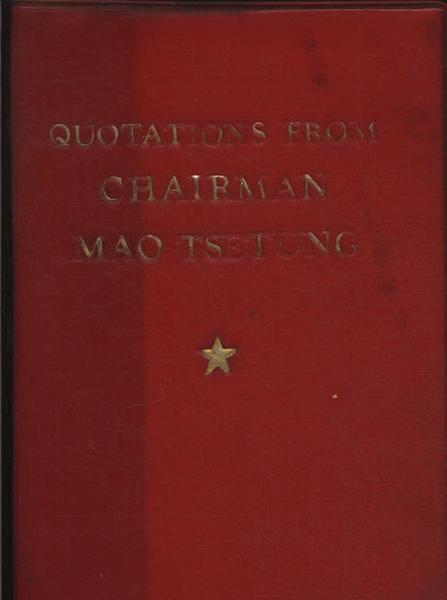 QUOTATIONS FROM
CHAIRMAN
MAO TSETUNG